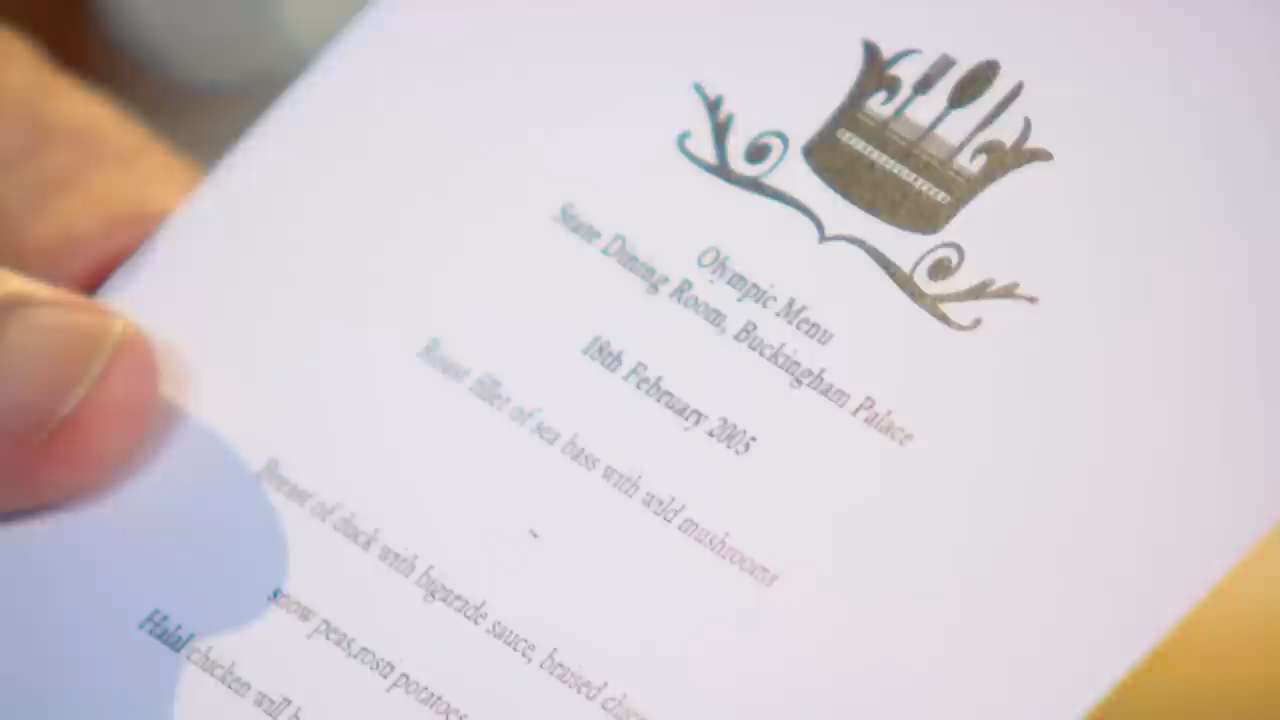 Olympic Menu
State Dining Room, Buckingham Palace
18th February 2005
Roast fillet of sea bass with wild mushrooms
~
Breast of duck with bigarade sauce, braised
snow peas,rosti potatoes
Halal chicken will